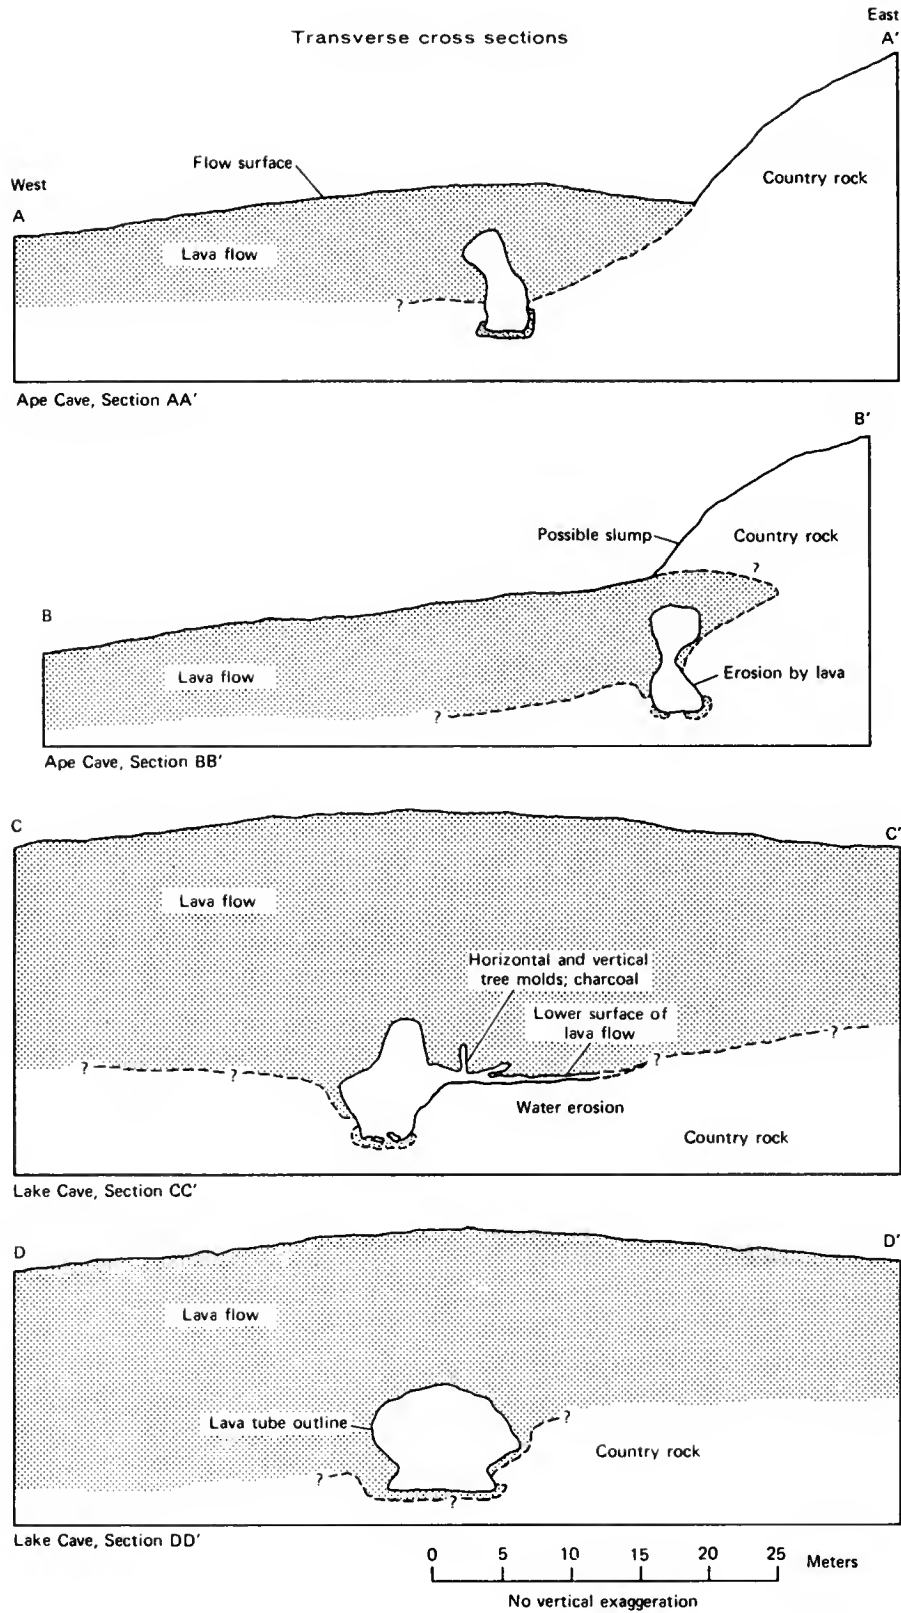 Transverse cross sections
East
A'
Flow surface
West
A
Country rock
Lava flow
?
Ape Cave, Section AA'
B'
Possible slump
Country rock
?
B
Lava flow
Erosion by lava
?
Ape Cave, Section BB'
C
C'
Lava flow
Horizontal and vertical
tree molds; charcoal
Lower surface of
lava flow
?
?
?
?
Water erosion
Country rock
Lake Cave, Section CC'
D
D'
Lava flow
Lava tube outline
?
Country rock
?
?
Lake Cave, Section DD'
0 5 10 15 20 25 Meters
No vertical exaggeration